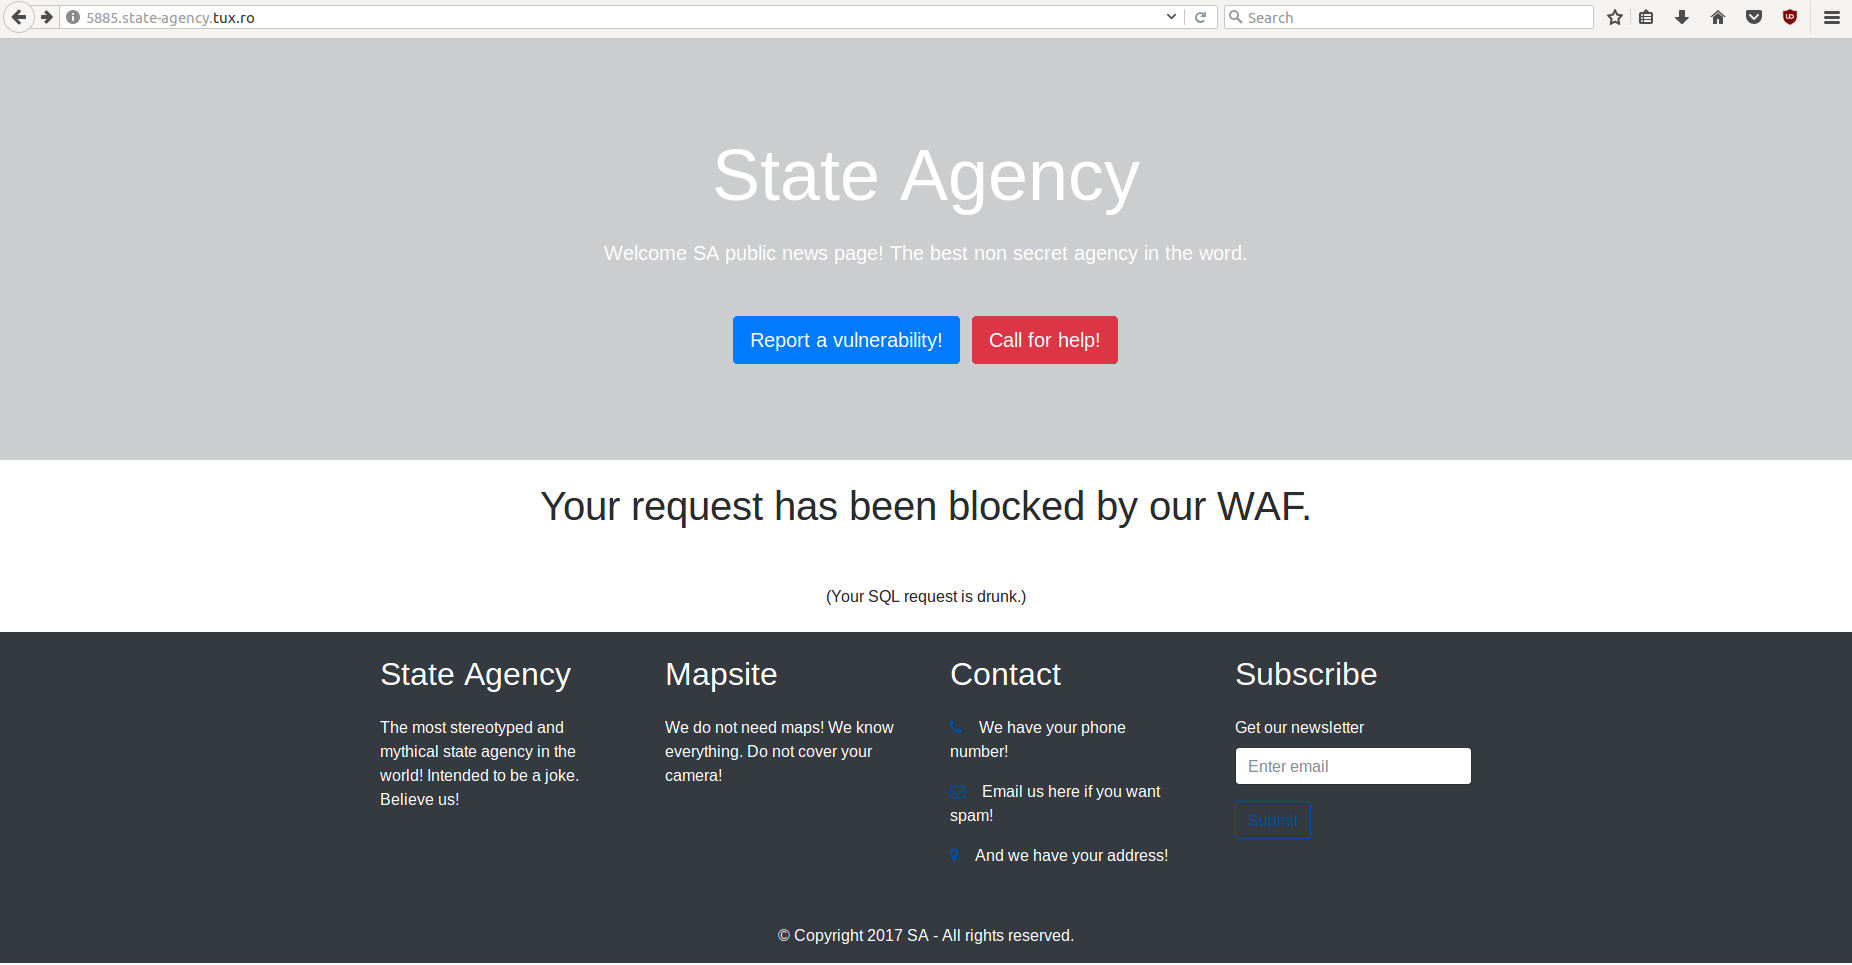 5885.state-agency.tux.ro
Search
State Agency
Welcome SA public news page! The best non secret agency in the word.
Report a vulnerability!
Call for help!
Your request has been blocked by our WAF.
(Your SQL request is drunk.)
State Agency
The most stereotyped and
mythical state agency in the
world! Intended to be a joke.
Believe us!
Mapsite
We do not need maps! We know
everything. Do not cover your
camera!
Contact
We have your phone
number!
Email us here if you want
spam!
And we have your address!
Subscribe
Get our newsletter
Enter email
Submit
© Copyright 2017 SA - All rights reserved.